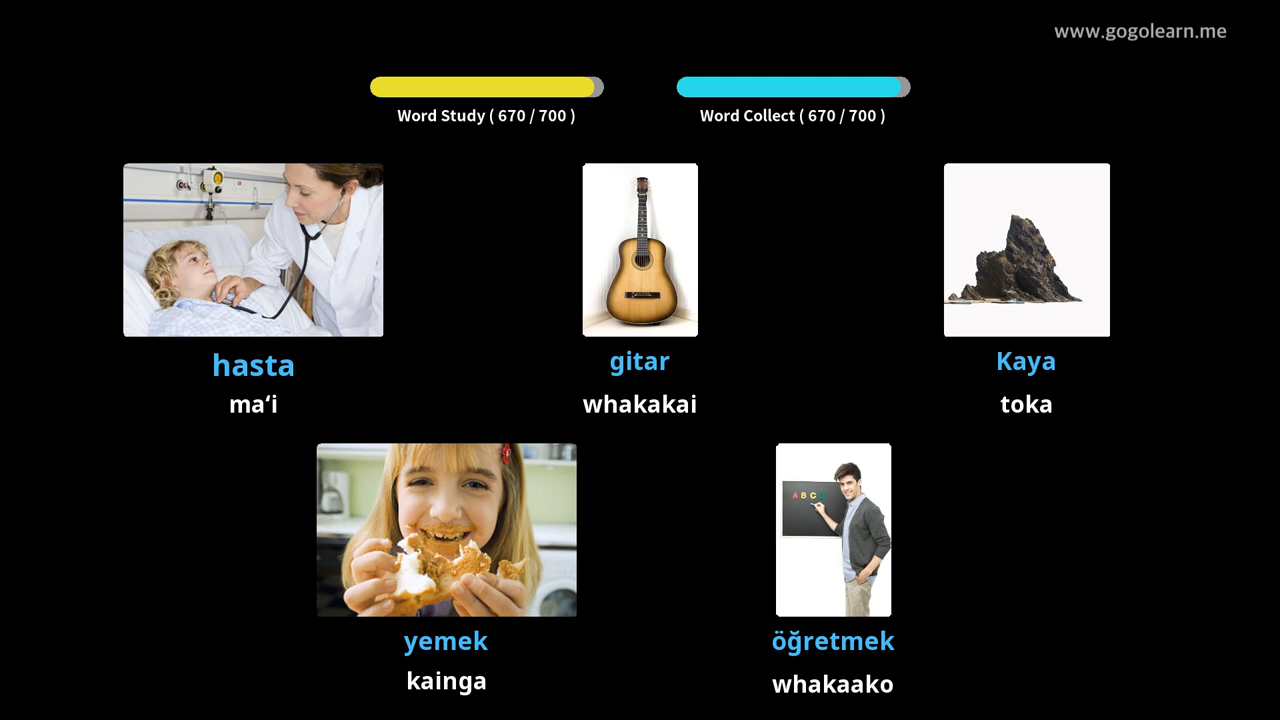 www.gogolearn.me
Word Study ( 670 / 700 )
Word Collect ( 670 / 700 )
hasta
maʻi
gitar
whakakai
Kaya
toka
yemek
kainga
öğretmek
whakaako
A B C D